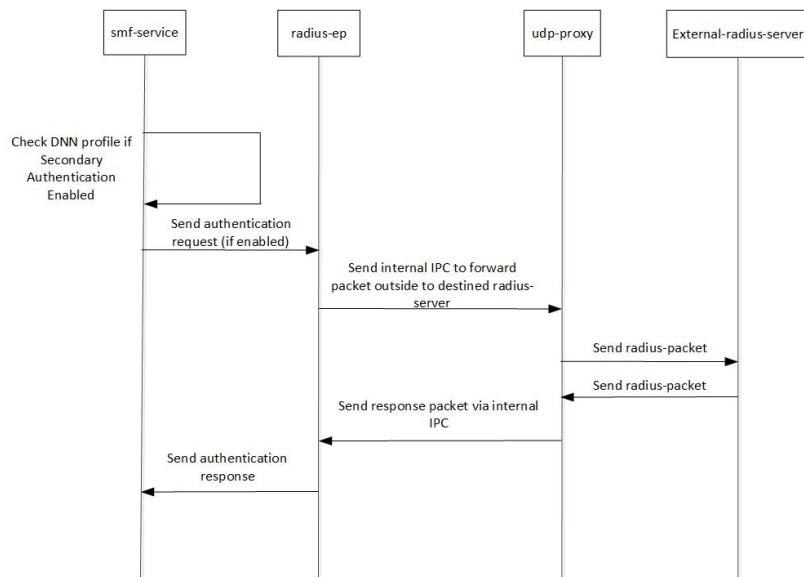 smf-service
radius-ep
udp-proxy
External-radius-server
Check DNN profile if
Secondary
Authentication
Enabled
Send authentication
request (if enabled)
Send internal IPC to forward
packet outside to destined radius-
server
Send radius-packet
Send radius-packet
Send response packet via internal
IPC
Send authentication
response